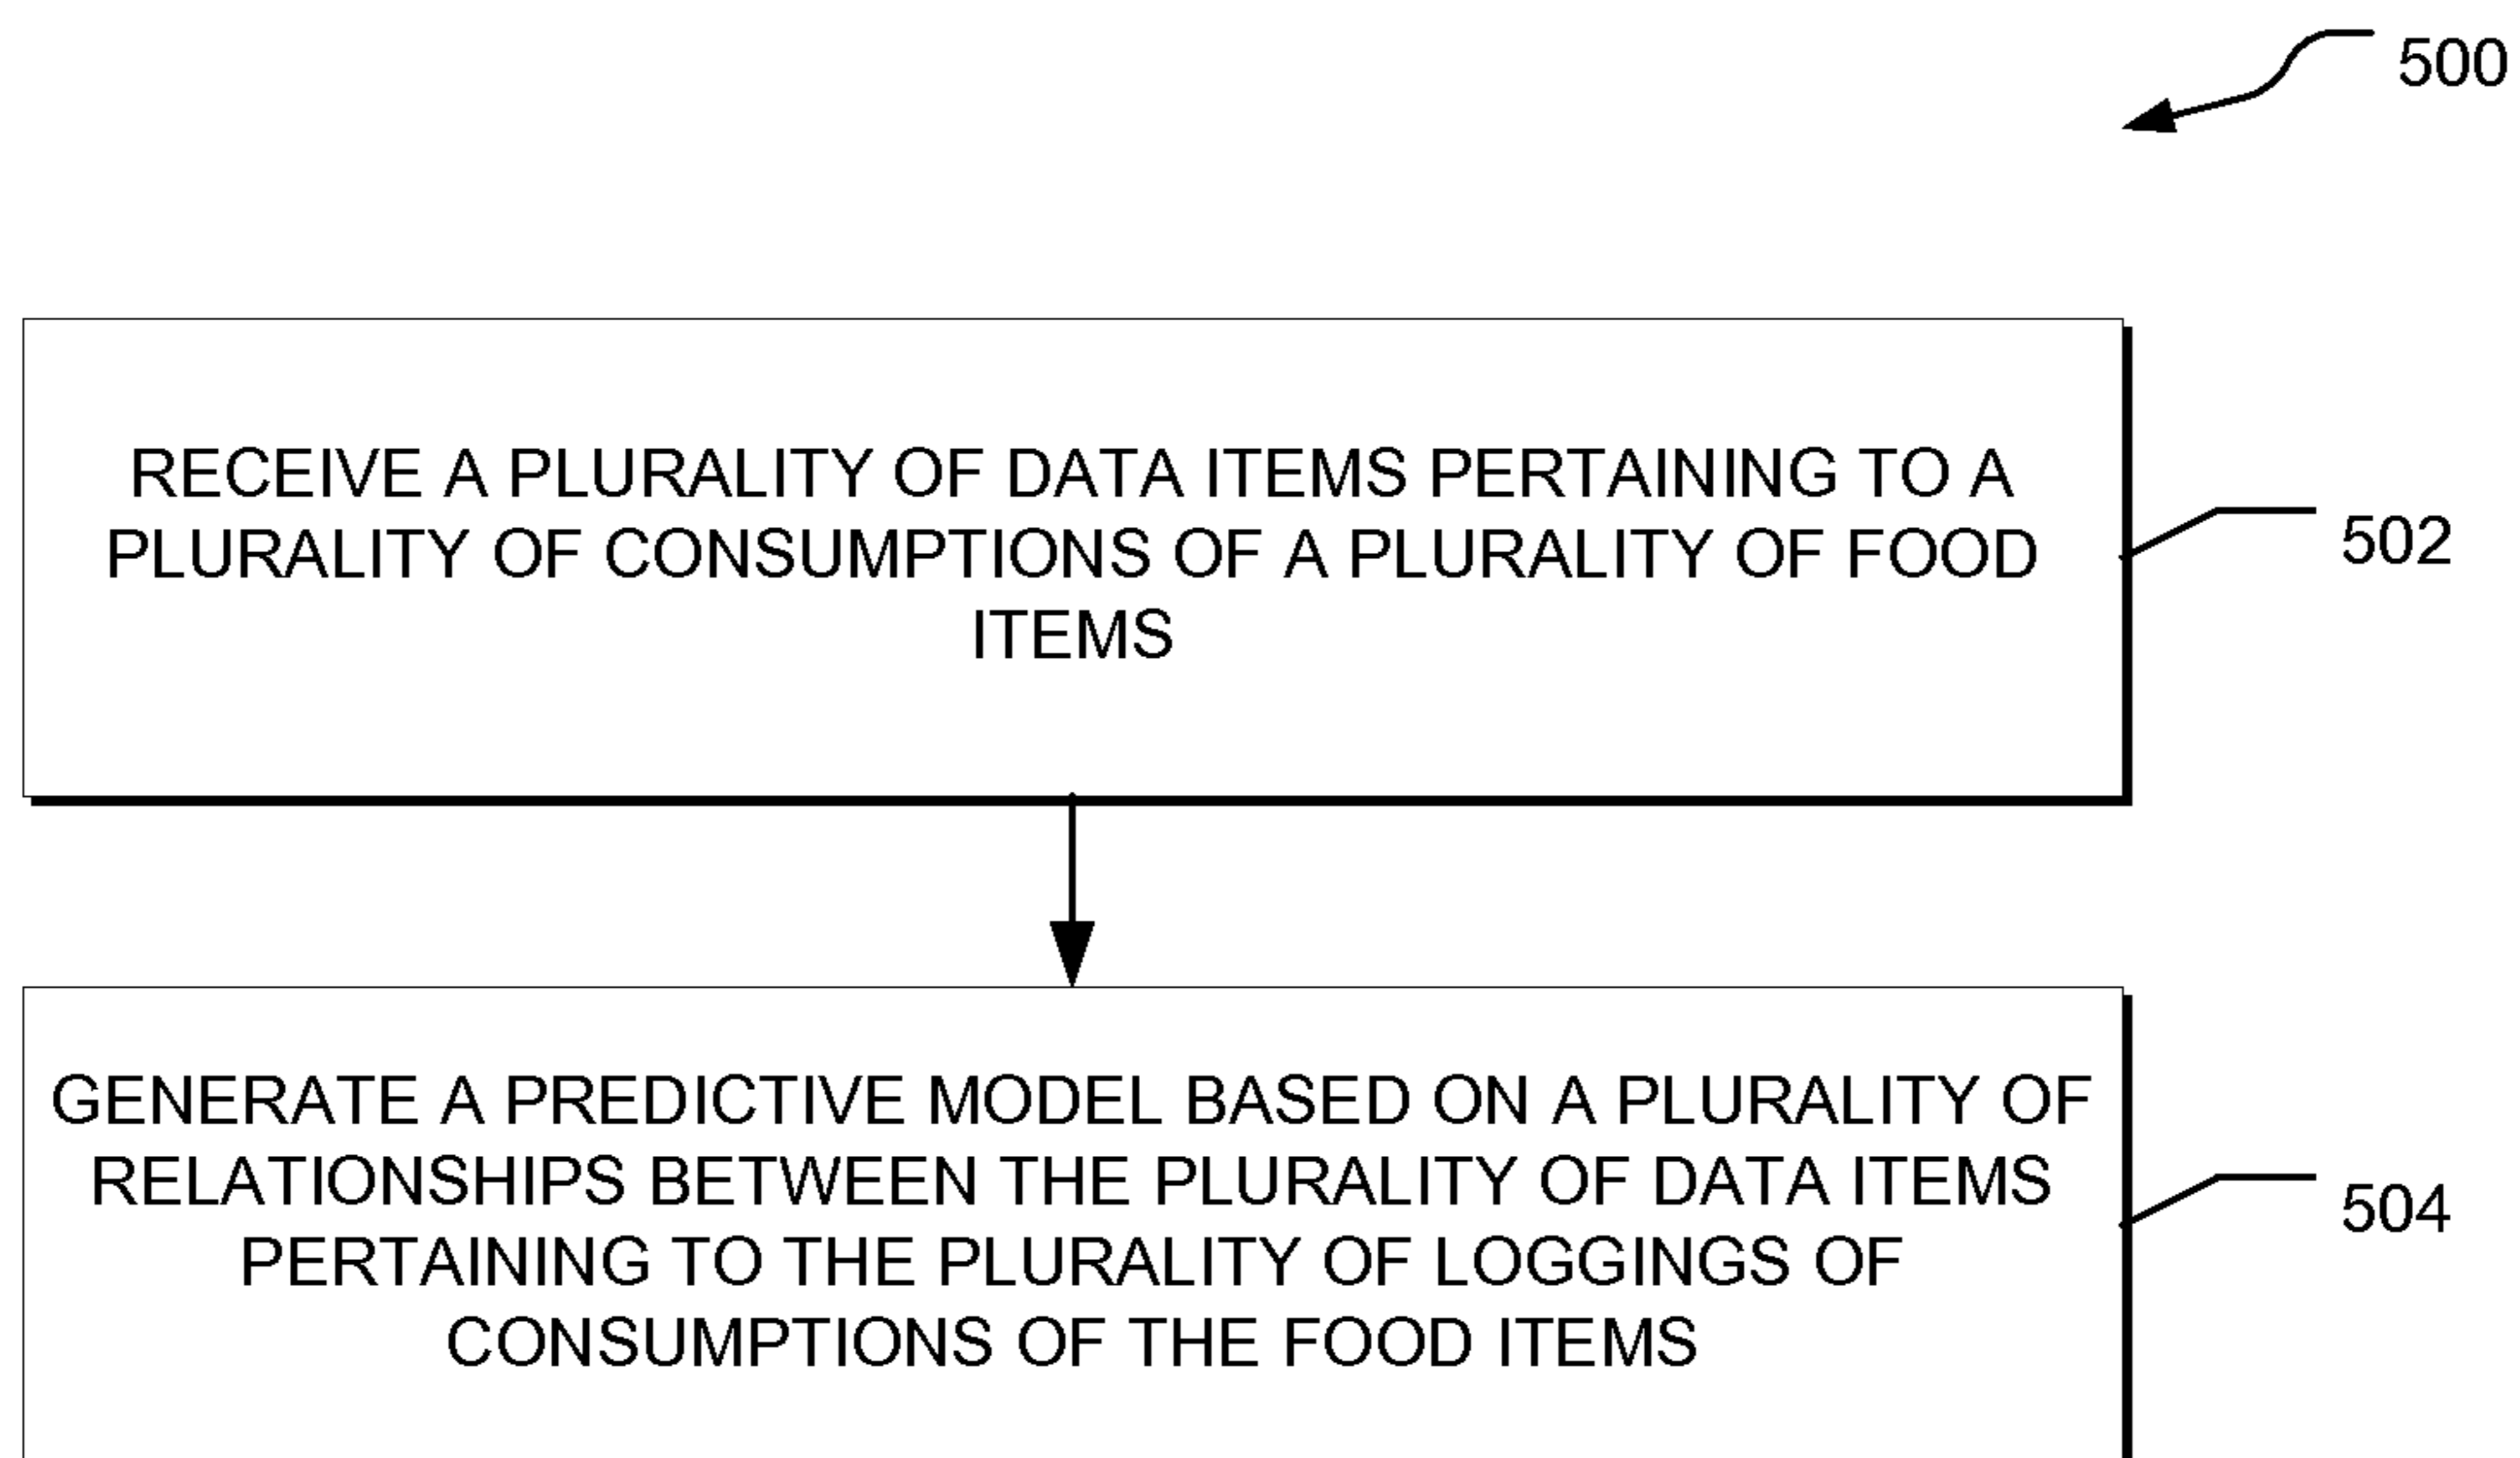 500
RECEIVE A PLURALITY OF DATA ITEMS PERTAINING TO A
PLURALITY OF CONSUMPTIONS OF A PLURALITY OF FOOD
ITEMS
502
GENERATE A PREDICTIVE MODEL BASED ON A PLURALITY OF
RELATIONSHIPS BETWEEN THE PLURALITY OF DATA ITEMS
PERTAINING TO THE PLURALITY OF LOGGINGS OF
CONSUMPTIONS OF THE FOOD ITEMS
504